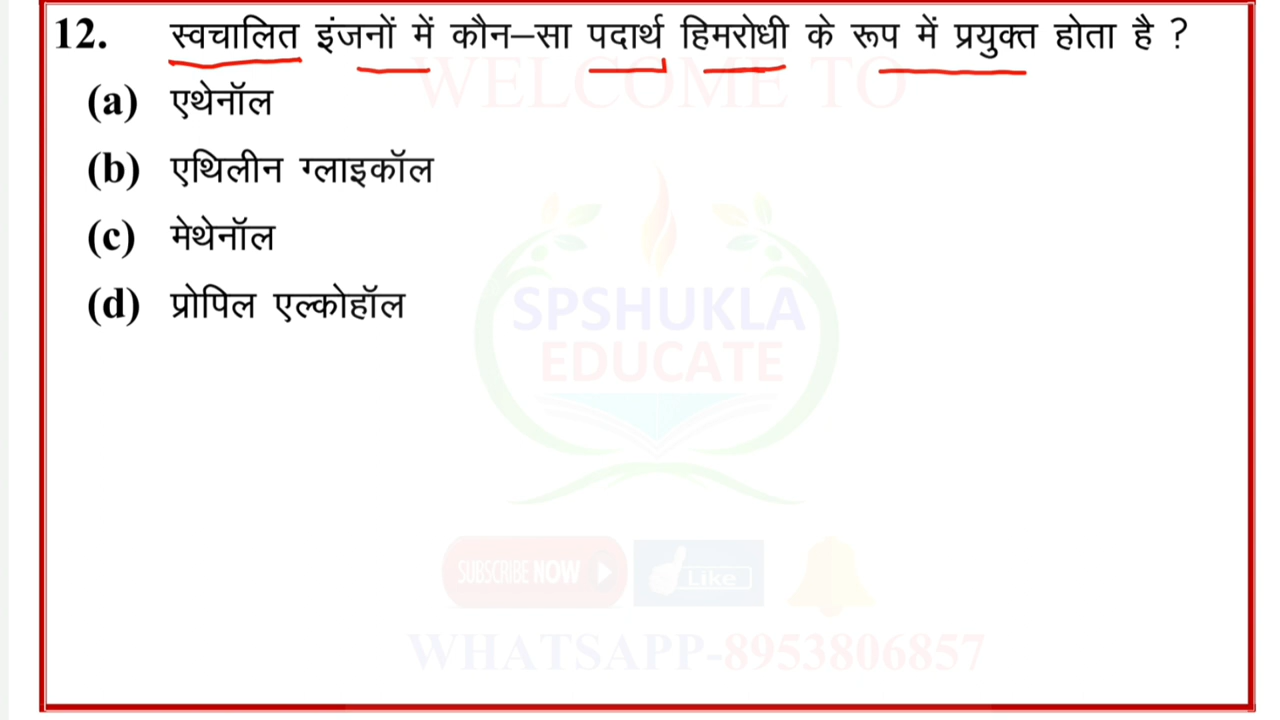 12. स्वचालित इंजनों में कौन–सा पदार्थ हिमरोधी के रूप में प्रयुक्त होता है ?
WELCOME TO
(a) एथेनॉल
(b) एथिलीन ग्लाइकॉल
(c) मेथेनॉल
(d) प्रोपिल एल्कोहॉल
SPSHUKLA
EDUCATE
SUBSCRIBE NOW
Like
WHATSAPP-8953806857